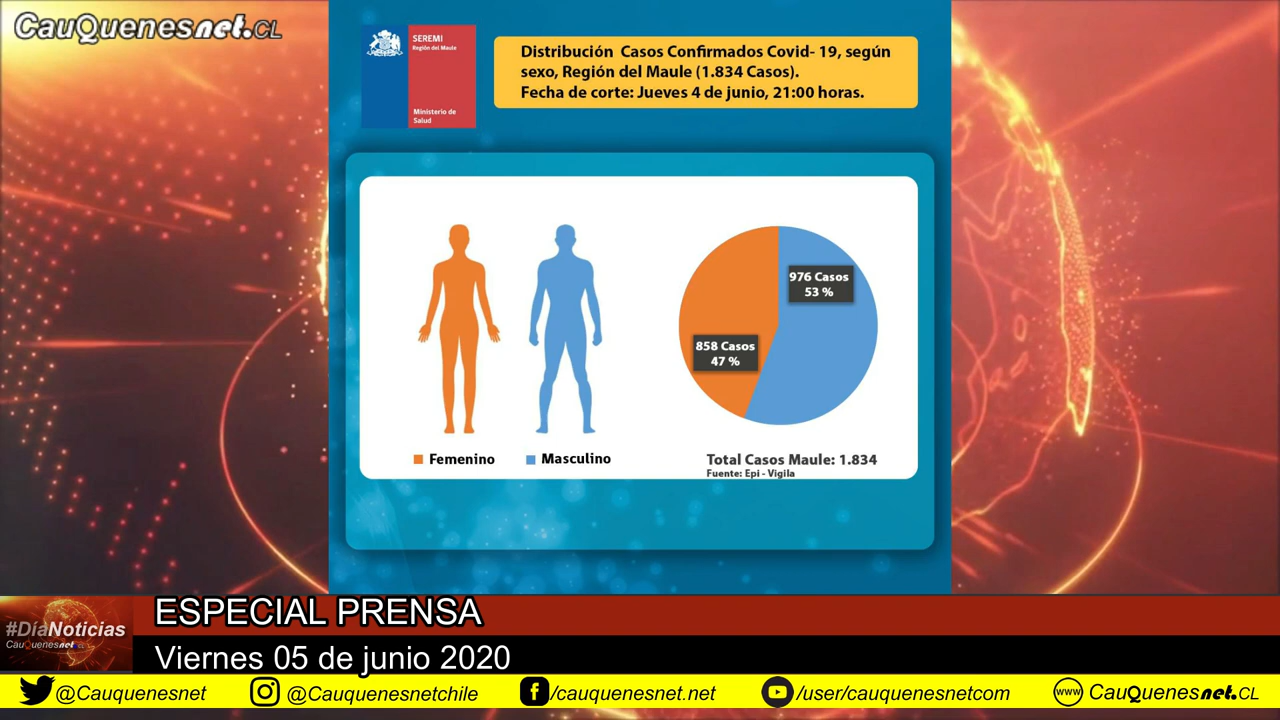 CauQuenesnet.CL
SEREMI
Región del Maule
Ministerio de
Salud
Distribución Casos Confirmados Covid- 19, según
sexo, Región del Maule (1.834 Casos).
Fecha de corte: Jueves 4 de junio, 21:00 horas.
976 Casos
53 %
858 Casos
47 %
Femenino
Masculino
Total Casos Maule: 1.834
Fuente: Epi - Vigila
#DíaNoticias
CauQuenesnet.cl
ESPECIAL PRENSA
Viernes 05 de junio 2020
@Cauquenesnet
@Cauquenesnetchile
/cauquenesnet.net
/user/cauquenesnetcom
www
CauQuenesnet.CL